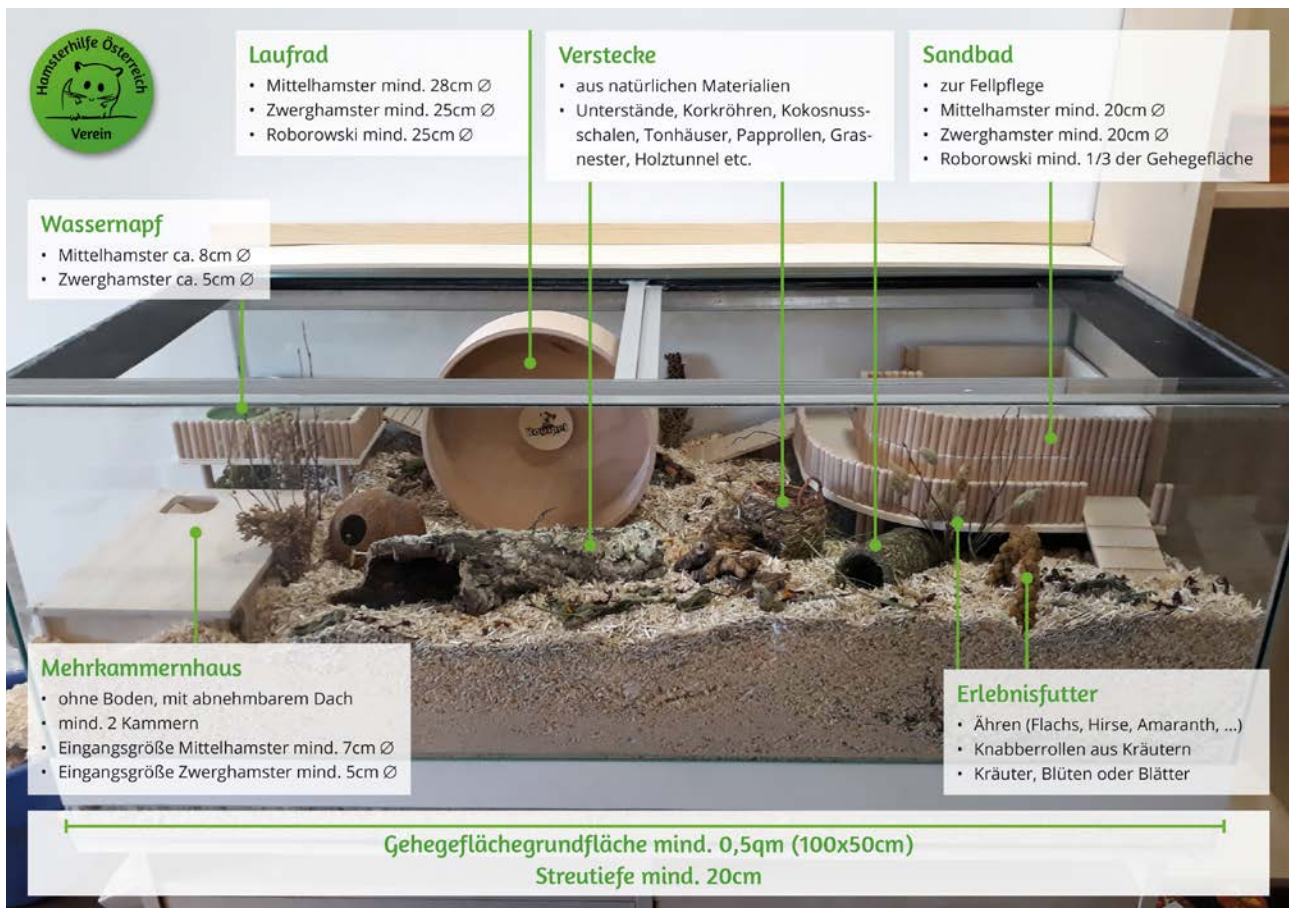 Hamsterhilfe Österreich
Verein
Laufrad
• Mittelhamster mind. 28cm Ø
• Zwerghamster mind. 25cm Ø
• Roborowski mind. 25cm Ø
Verstecke
• aus natürlichen Materialien
• Unterstände, Korkröhren, Kokosnuss-
schalen, Tonhäuser, Papprollen, Gras-
nester, Holztunnel etc.
Sandbad
• zur Fellpflege
• Mittelhamster mind. 20cm Ø
• Zwerghamster mind. 20cm Ø
• Roborowski mind. 1/3 der Gehegefläche
Wassernapf
• Mittelhamster ca. 8cm Ø
• Zwerghamster ca. 5cm Ø
Mehrkammernhaus
• ohne Boden, mit abnehmbarem Dach
• mind. 2 Kammern
• Eingangsgröße Mittelhamster mind. 7cm Ø
• Eingangsgröße Zwerghamster mind. 5cm Ø
Erlebnisfutter
• Ähren (Flachs, Hirse, Amaranth, ...)
• Knabberrollen aus Kräutern
• Kräuter, Blüten oder Blätter
Gehegeflächegrundfläche mind. 0,5qm (100x50cm)
Streutiefe mind. 20cm